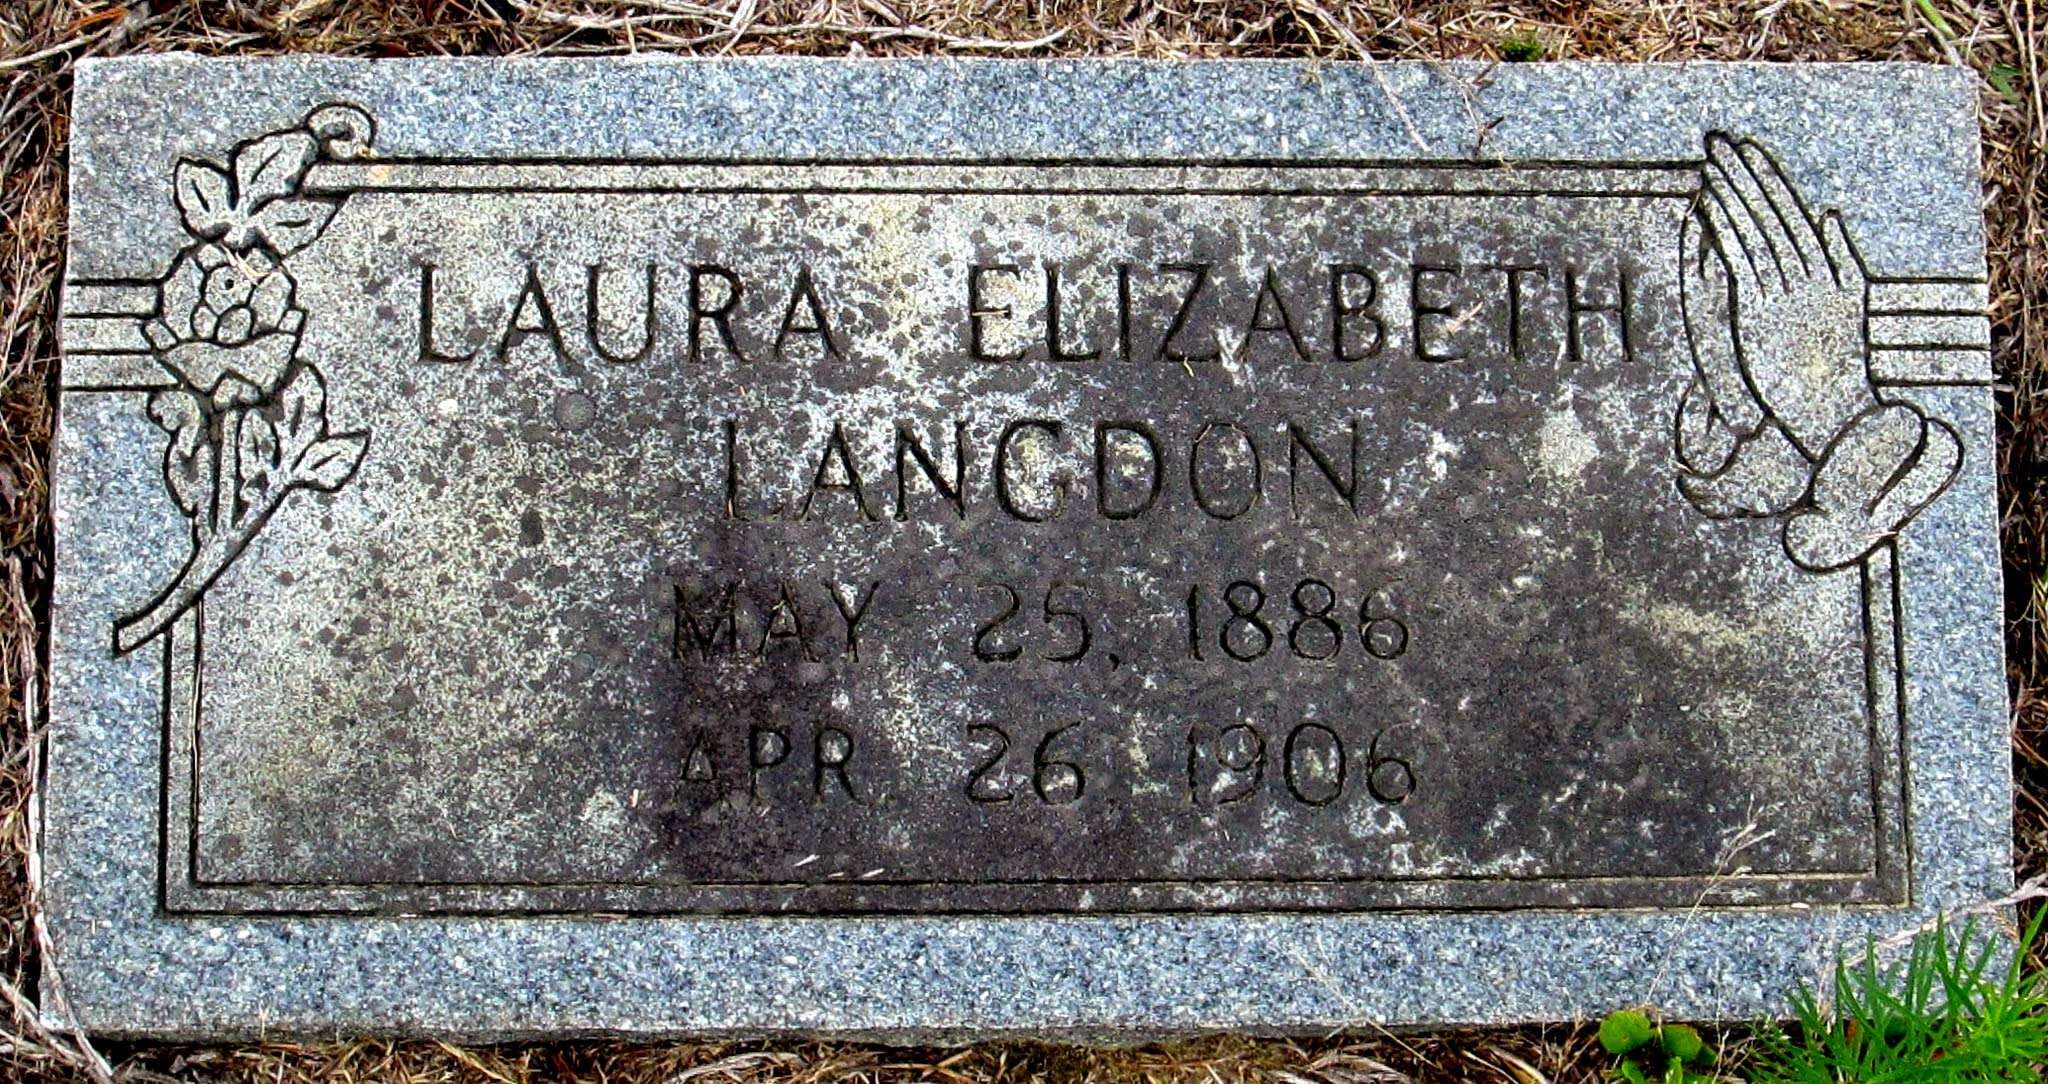 LAURA ELIZABETH
LANGDON
MAY 25, 1886
APR 26 1906